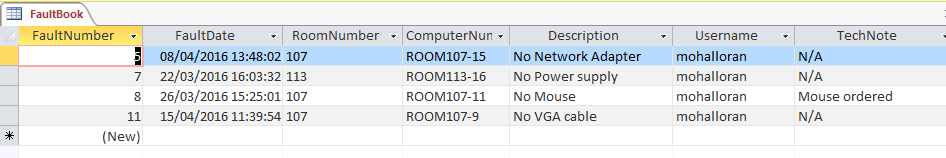 FaultBook
FaultNumber FaultDate RoomNumber ComputerNum Description Username TechNote
5 08/04/2016 13:48:02 107 ROOM107-15 No Network Adapter mohalloran N/A
7 22/03/2016 16:03:32 113 ROOM113-16 No Power supply mohalloran N/A
8 26/03/2016 15:25:01 107 ROOM107-11 No Mouse mohalloran Mouse ordered
11 15/04/2016 11:39:54 107 ROOM107-9 No VGA cable mohalloran N/A
(New)